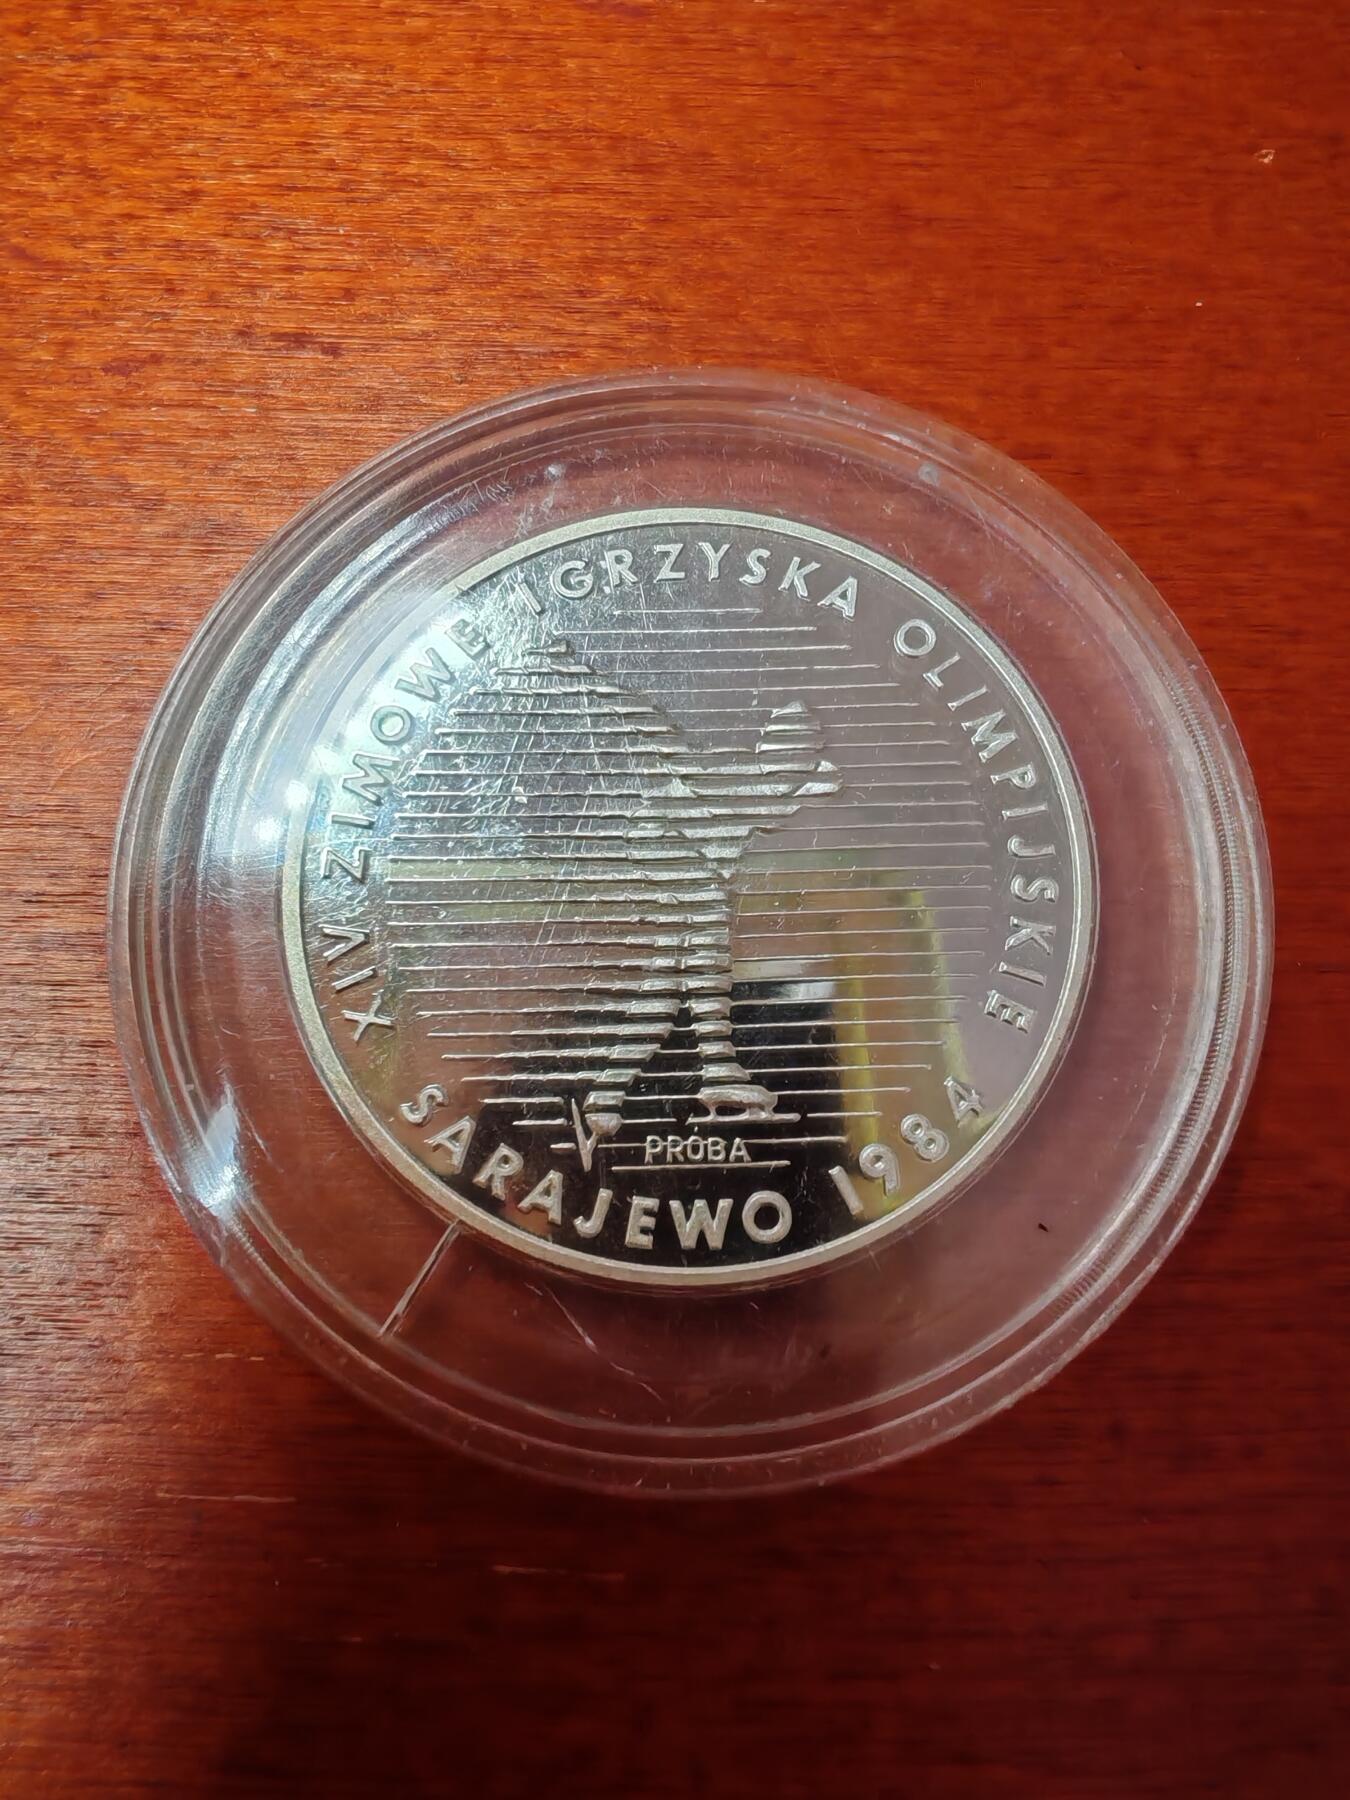 XIV ZIMOWE IGRZYSKA OLIMPIJSKIE
PRÓBA
SARAJEWO 1984